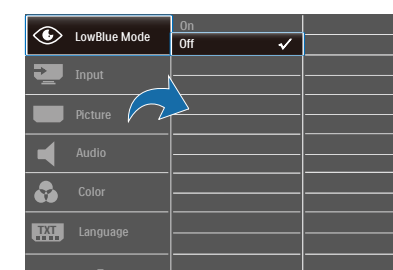 LowBlue Mode
On
Off
Input
Picture
Audio
Color
TXT
Language